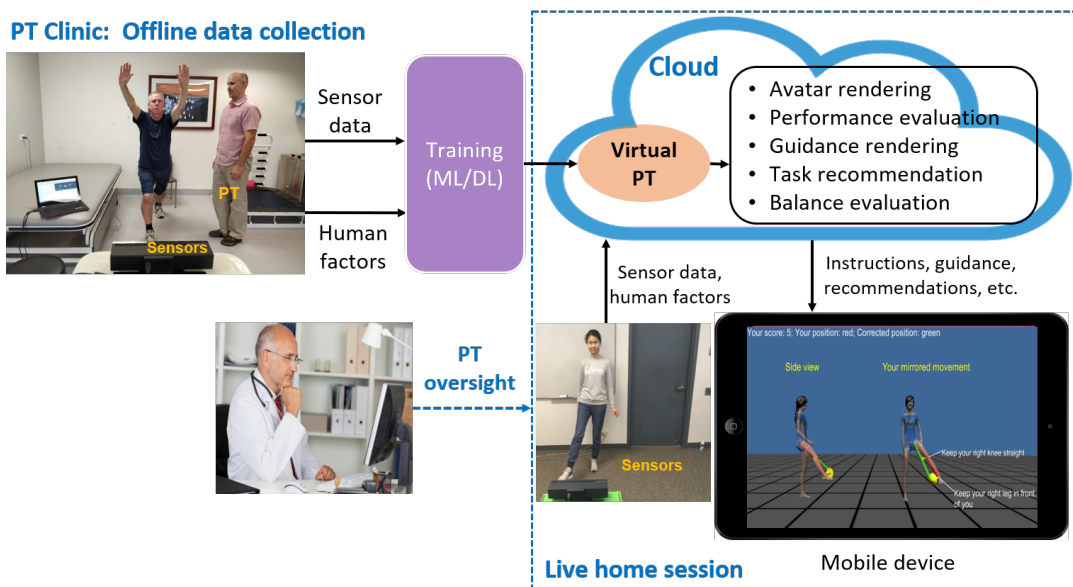 PT Clinic: Offline data collection
PT
Sensors
Sensor
data
Human
factors
Training
(ML/DL)
Cloud
Virtual
PT
• Avatar rendering
• Performance evaluation
• Guidance rendering
• Task recommendation
• Balance evaluation
Sensor data,
human factors
Instructions, guidance,
recommendations, etc.
PT
oversight
Sensors
Your score: 5; Your position: red; Corrected position: green
Side view
Your mirrored movement
Keep your right knee straight
Keep your right leg in front
of you
Live home session
Mobile device